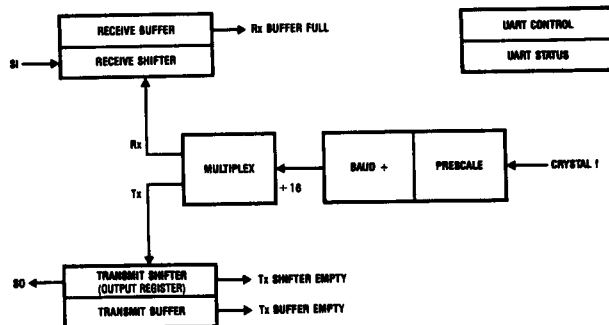 RECEIVE BUFFER
Rx BUFFER FULL
UART CONTROL
SI
RECEIVE SHIFTER
UART STATUS
Rx
MULTIPLEX
BAUD ÷
PRESCALE
CRYSTAL f
÷ 16
Tx
SO
TRANSMIT SHIFTER
(OUTPUT REGISTER)
Tx SHIFTER EMPTY
TRANSMIT BUFFER
Tx BUFFER EMPTY